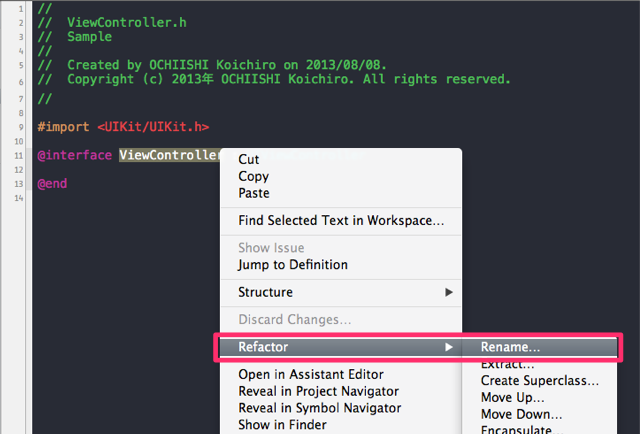 1 //
2 // ViewController.h
3 // Sample
4 //
5 // Created by OCHIISHI Koichiro on 2013/08/08.
6 // Copyright (c) 2013年 OCHIISHI Koichiro. All rights reserved.
7 //
8
9 #import <UIKit/UIKit.h>
10
11 @interface ViewController
12
13 @end
14
Cut
Copy
Paste
Find Selected Text in Workspace...
Show Issue
Jump to Definition
Structure
Discard Changes...
Refactor
Open in Assistant Editor
Reveal in Project Navigator
Reveal in Symbol Navigator
Show in Finder
Rename...
Extract...
Create Superclass...
Move Up...
Move Down...
Encapsulate...